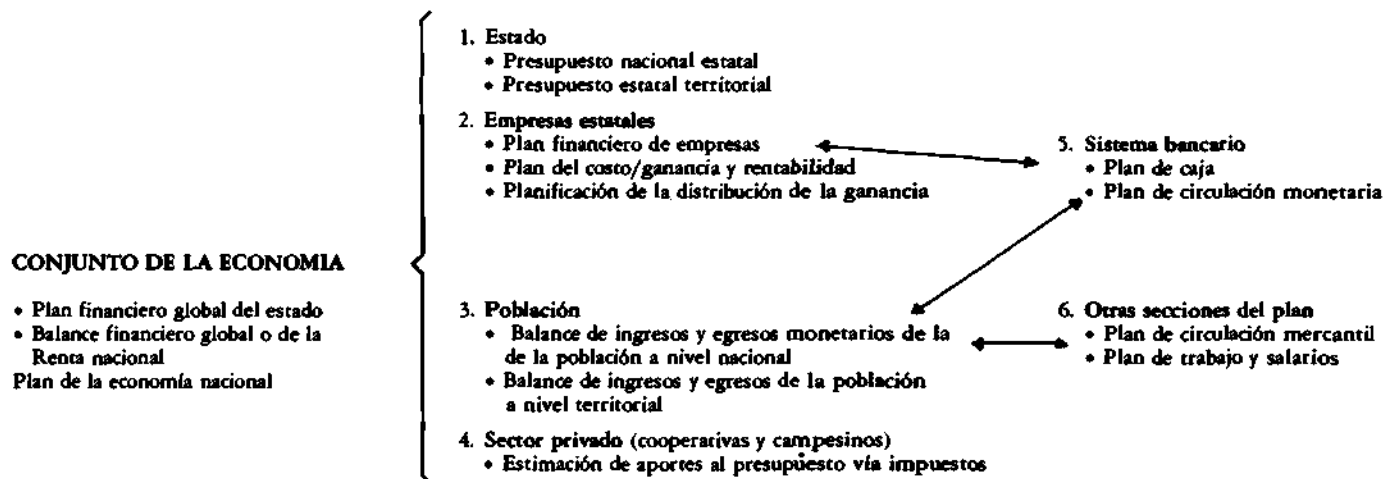 1. Estado
• Presupuesto nacional estatal
• Presupuesto estatal territorial
2. Empresas estatales
• Plan financiero de empresas
• Plan del costo/ganancia y rentabilidad
• Planificación de la distribución de la ganancia
5. Sistema bancario
• Plan de caja
• Plan de circulación monetaria
CONJUNTO DE LA ECONOMIA
• Plan financiero global del estado
• Balance financiero global o de la
Renta nacional
Plan de la economía nacional
3. Población
• Balance de ingresos y egresos monetarios de la
de la población a nivel nacional
• Balance de ingresos y egresos de la población
a nivel territorial
6. Otras secciones del plan
• Plan de circulación mercantil
• Plan de trabajo y salarios
4. Sector privado (cooperativas y campesinos)
• Estimación de aportes al presupuesto vía impuestos